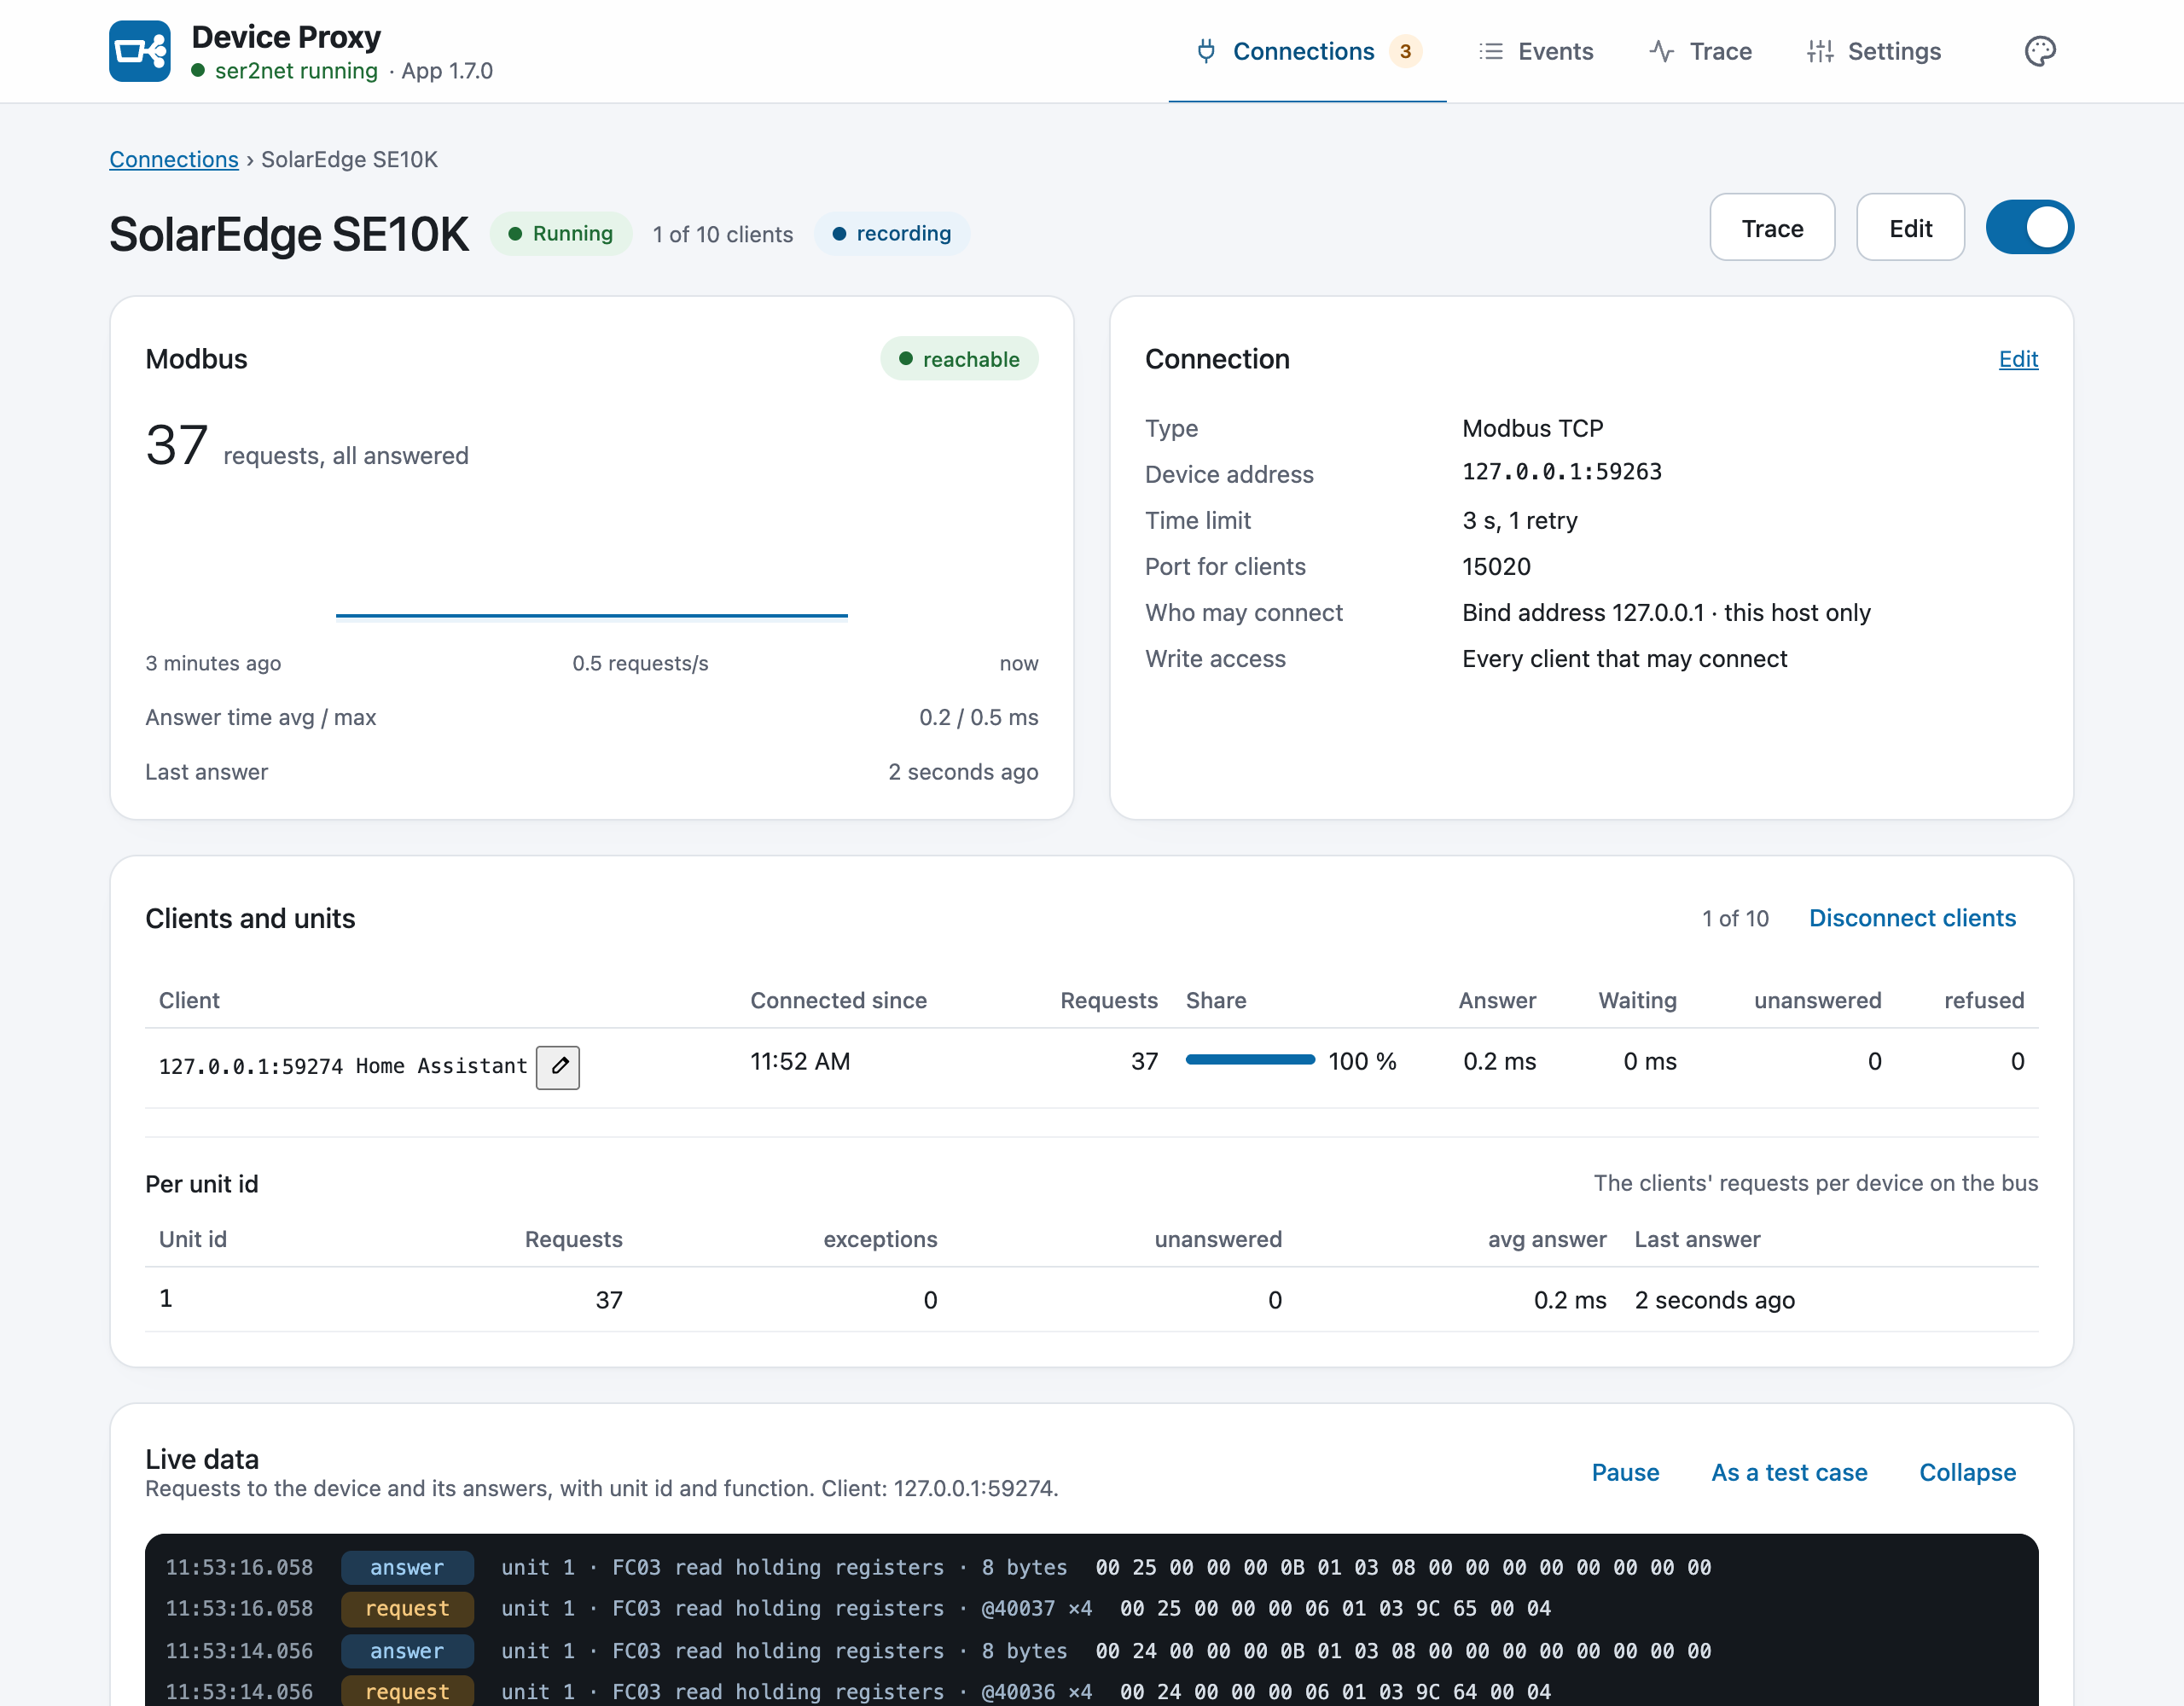 Device Proxy
ser2net running · App 1.7.0
Connections 3 Events Trace Settings
Connections › SolarEdge SE10K
SolarEdge SE10K Running 1 of 10 clients recording Trace Edit
Modbus reachable
37 requests, all answered
3 minutes ago 0.5 requests/s now
Answer time avg / max 0.2 / 0.5 ms
Last answer 2 seconds ago
Connection Edit
Type Modbus TCP
Device address 127.0.0.1:59263
Time limit 3 s, 1 retry
Port for clients 15020
Who may connect Bind address 127.0.0.1 · this host only
Write access Every client that may connect
Clients and units 1 of 10 Disconnect clients
Client Connected since Requests Share Answer Waiting unanswered refused
127.0.0.1:59274 Home Assistant 11:52 AM 37 100 % 0.2 ms 0 ms 0 0
Per unit id The clients' requests per device on the bus
Unit id Requests exceptions unanswered avg answer Last answer
1 37 0 0 0.2 ms 2 seconds ago
Live data Pause As a test case Collapse
Requests to the device and its answers, with unit id and function. Client: 127.0.0.1:59274.
11:53:16.058 answer unit 1 · FC03 read holding registers · 8 bytes 00 25 00 00 00 0B 01 03 08 00 00 00 00 00 00 00 00
11:53:16.058 request unit 1 · FC03 read holding registers · @40037 ×4 00 25 00 00 00 06 01 03 9C 65 00 04
11:53:14.056 answer unit 1 · FC03 read holding registers · 8 bytes 00 24 00 00 00 0B 01 03 08 00 00 00 00 00 00 00 00
11:53:14.056 request unit 1 · FC03 read holding registers · @40036 ×4 00 24 00 00 00 06 01 03 9C 64 00 04